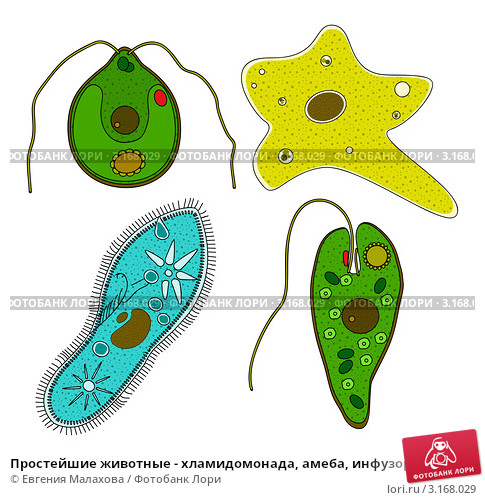 ФОТОБАНК ЛОРИ - 3.168.029 - ФОТОБАНК ЛОРИ - 3.168.029 - ФОТОБАНК ЛОРИ - 3.168.0
ФОТОБАНК ЛОРИ - 3.168.029 - ФОТОБАНК ЛОРИ - 3.168.029 - ФОТОБАНК ЛОРИ - 3.168.0
Простейшие животные - хламидомонада, амеба, инфузор
© Евгения Малахова / Фотобанк Лори
ФОТОБАНК ЛОРИ
lori.ru/3.168.029